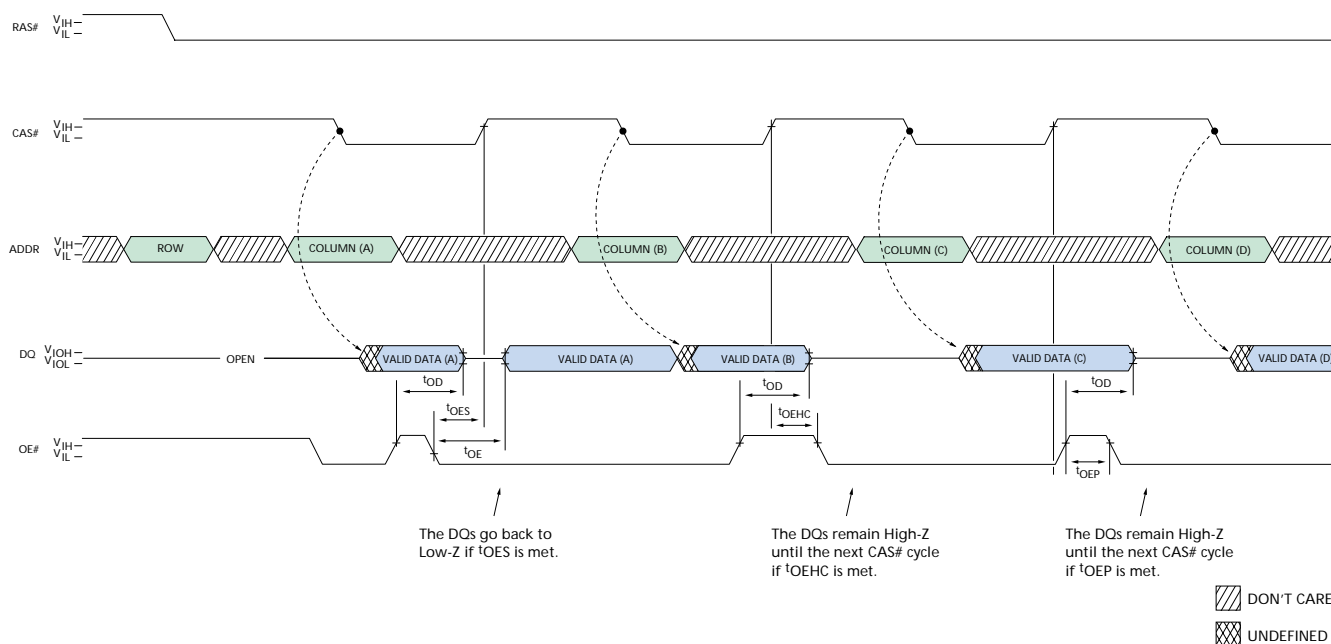 RAS# VIH VIL
CAS# VIH VIL
ADDR VIH VIL ROW COLUMN (A) COLUMN (B) COLUMN (C) COLUMN (D)
DQ VIOH VIOL OPEN VALID DATA (A) VALID DATA (A) VALID DATA (B) VALID DATA (C) VALID DATA (D)
tOD tOD tOD
tOES tOEHC
OE# VIH VIL tOE tOEP
The DQs go back to
Low-Z if tOES is met.
The DQs remain High-Z
until the next CAS# cycle
if tOEHC is met.
The DQs remain High-Z
until the next CAS# cycle
if tOEP is met.
DON'T CARE
UNDEFINED